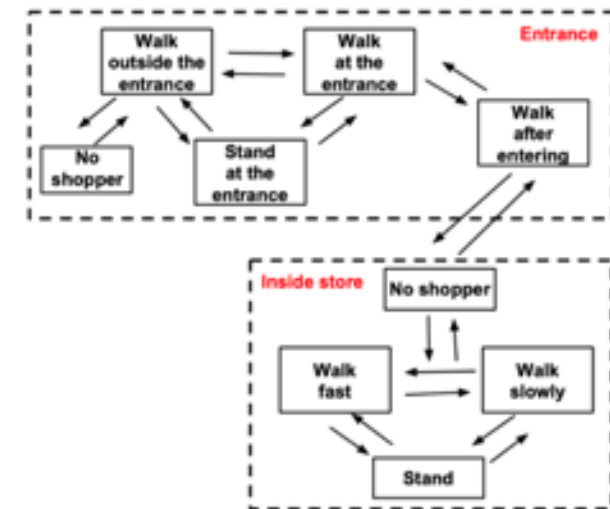 Entrance
Walk
outside the
entrance
Walk
at the
entrance
Walk
after
entering
No
shopper
Stand
at the
entrance
Inside store
No shopper
Walk
fast
Walk
slowly
Stand